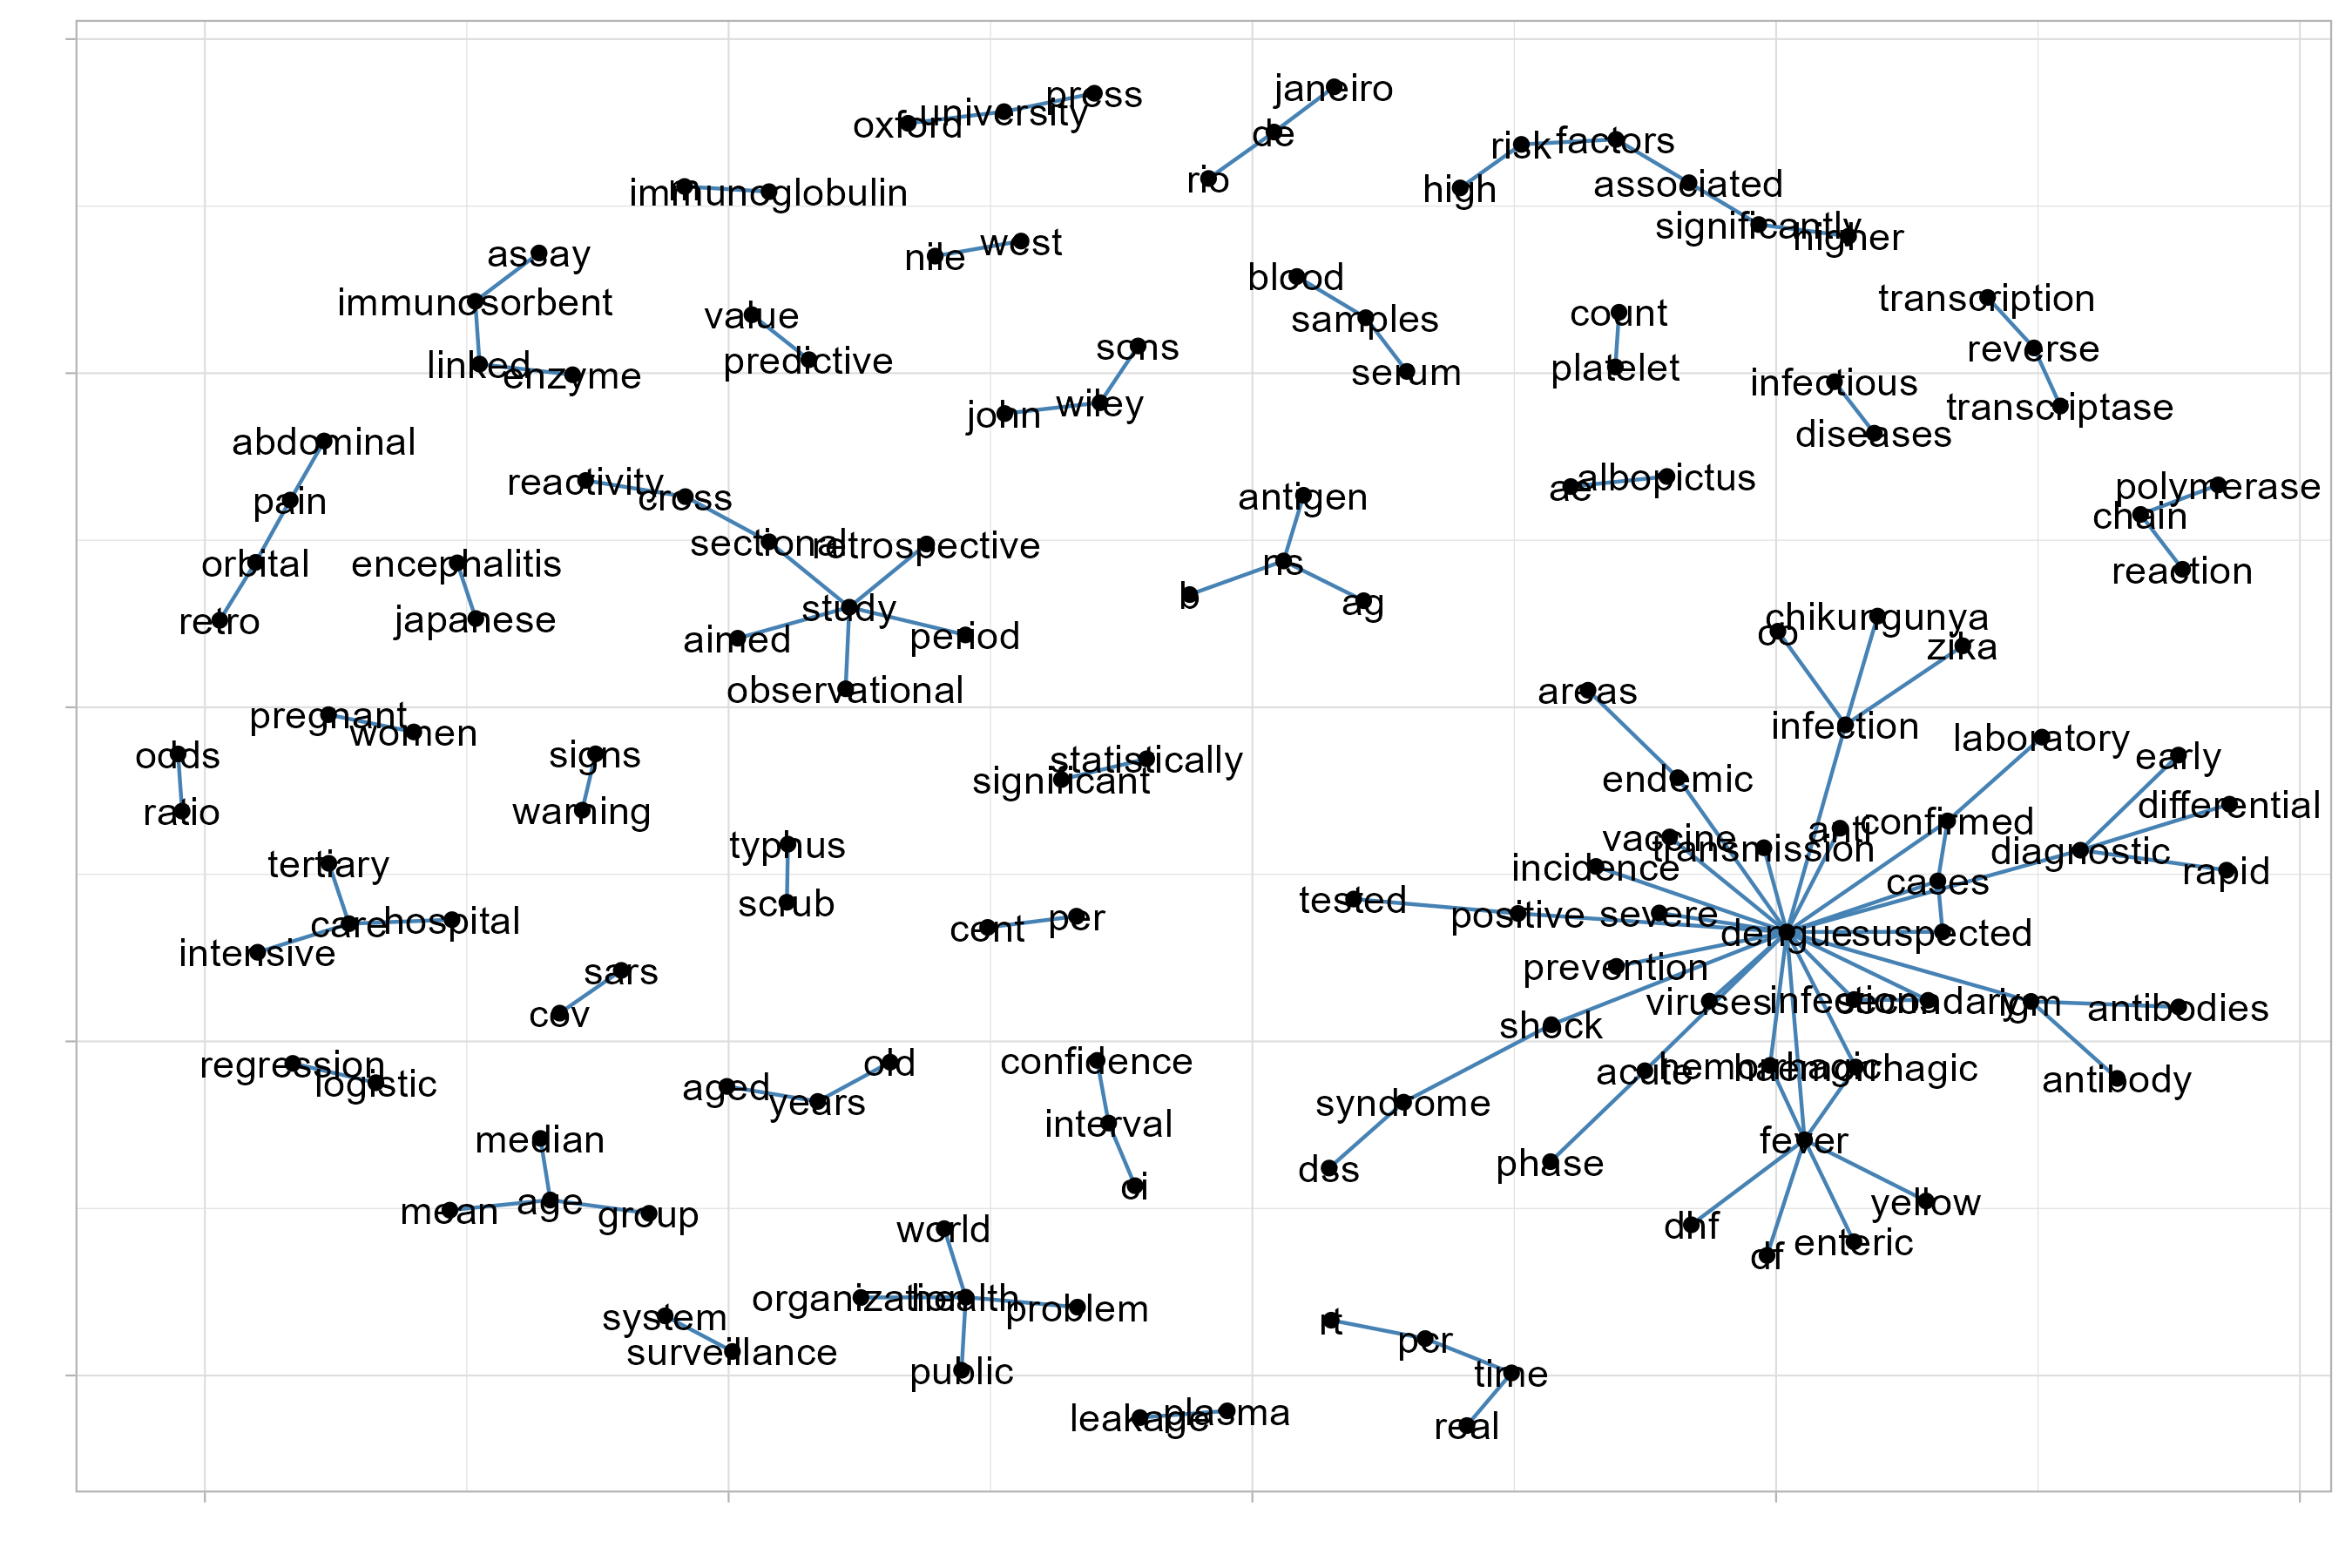 press
university
oxford
janeiro
de
rio
risk
factors
high
associated
significantly
higher
m
immunoglobulin
assay
immunosorbent
linked
enzyme
nile
west
value
predictive
blood
samples
serum
count
platelet
transcription
reverse
transcriptase
infectious
diseases
sons
john
wiley
abdominal
pain
orbital
retro
reactivity
cross
sectional
retrospective
study
aimed
period
observational
encephalitis
japanese
antigen
ns
b
ag
ae
albopictus
polymerase
chain
reaction
chikungunya
co
zika
infection
areas
endemic
laboratory
early
differential
confirmed
diagnostic
rapid
pregnant
women
odds
ratio
signs
warning
statistically
significant
vaccine
transmission
anti
incidence
cases
tested
positive
severe
dengue
suspected
typhus
scrub
tertiary
care
hospital
intensive
cent
per
sars
cov
prevention
viruses
infections
secondary
igm
antibodies
antibody
shock
syndrome
dss
acute
phase
hemorrhagic
haemorrhagic
fever
yellow
dhf
df
enteric
regression
logistic
aged
years
old
confidence
interval
ci
median
mean
age
group
world
organization
health
problem
public
system
surveillance
rt
pcr
time
real
leakage
plasma